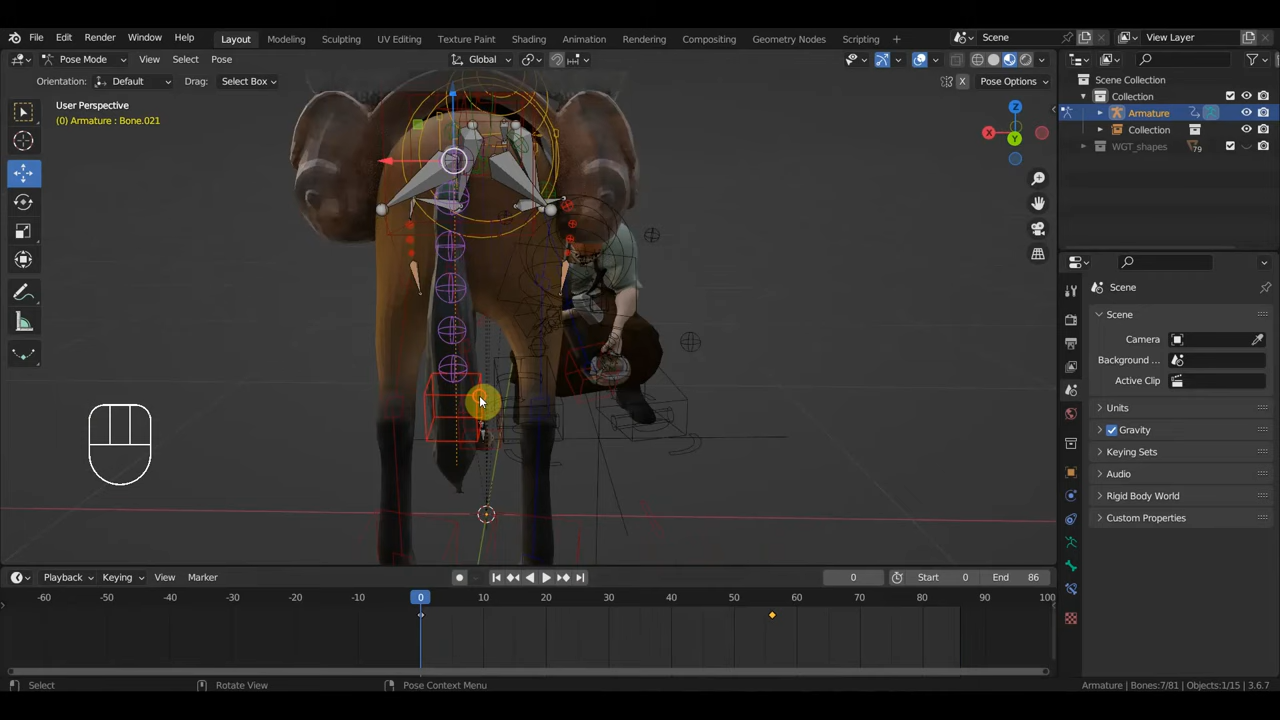 File Edit Render Window Help Layout Modeling Sculpting UV Editing Texture Paint Shading Animation Rendering Compositing Geometry Nodes Scripting + Scene View Layer
Pose Mode View Select Pose Global Scene Collection
Orientation: Default Drag: Select Box X Pose Options Collection
User Perspective Armature
(0) Armature : Bone.021 Collection
WGT_shapes 79
X Z Y
Scene
Scene
Camera
Background ...
Active Clip
Units
Gravity
Keying Sets
Audio
Rigid Body World
Custom Properties
Playback Keying View Marker 0 Start 0 End 86
-60 -50 -40 -30 -20 -10 0 10 20 30 40 50 60 70 80 90 100
Select Rotate View Pose Context Menu Armature | Bones:7/81 | Objects:1/15 | 3.6.7